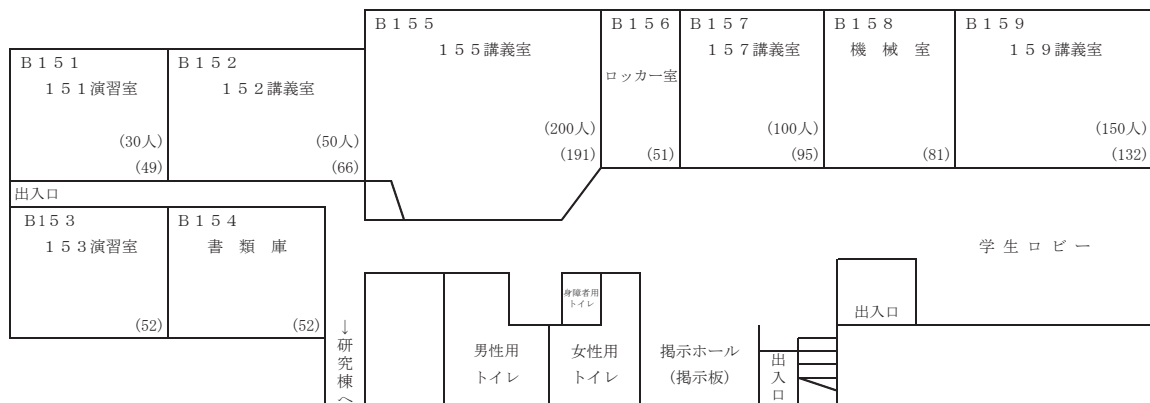 Ｂ１５１
１５１演習室
(30人)
(49)
Ｂ１５２
１５２講義室
(50人)
(66)
Ｂ１５５
１５５講義室
(200人)
(191)
Ｂ１５６
ロッカー室
(51)
Ｂ１５７
１５７講義室
(100人)
(95)
Ｂ１５８
機　械　室
(81)
Ｂ１５９
１５９講義室
(150人)
(132)
出入口
Ｂ１５３
１５３演習室
(52)
Ｂ１５４
書　類　庫
(52)
学 生 ロ ビ ー
↓研究棟へ
男性用
トイレ
身障者用
トイレ
女性用
トイレ
掲示ホール
(掲示板)
出入口
出入口